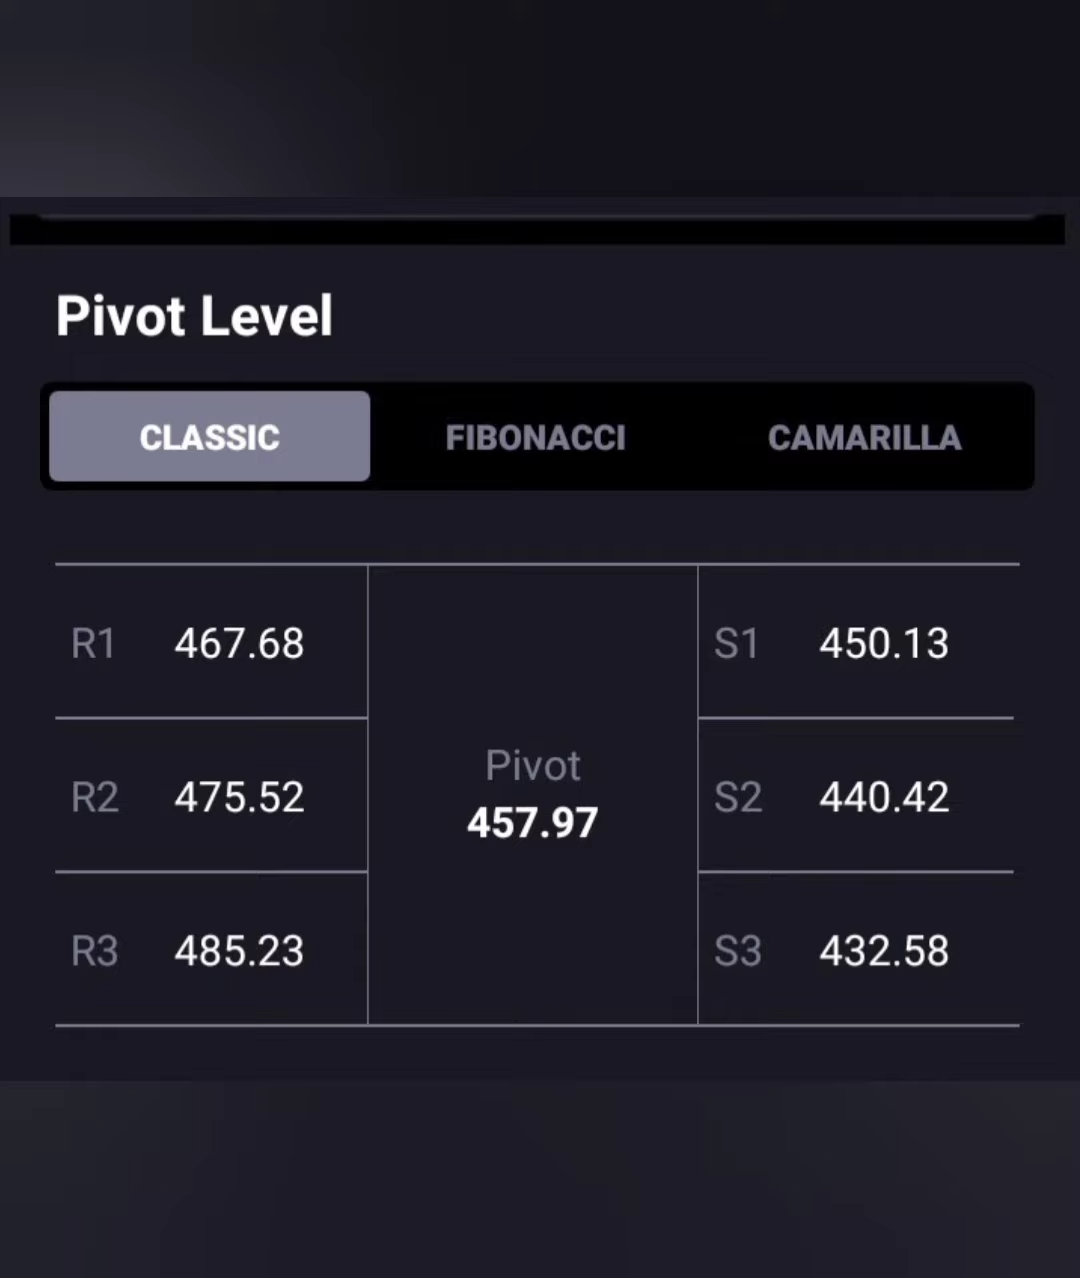 Pivot Level
CLASSIC FIBONACCI CAMARILLA
R1 467.68
R2 475.52
R3 485.23
Pivot
457.97
S1 450.13
S2 440.42
S3 432.58